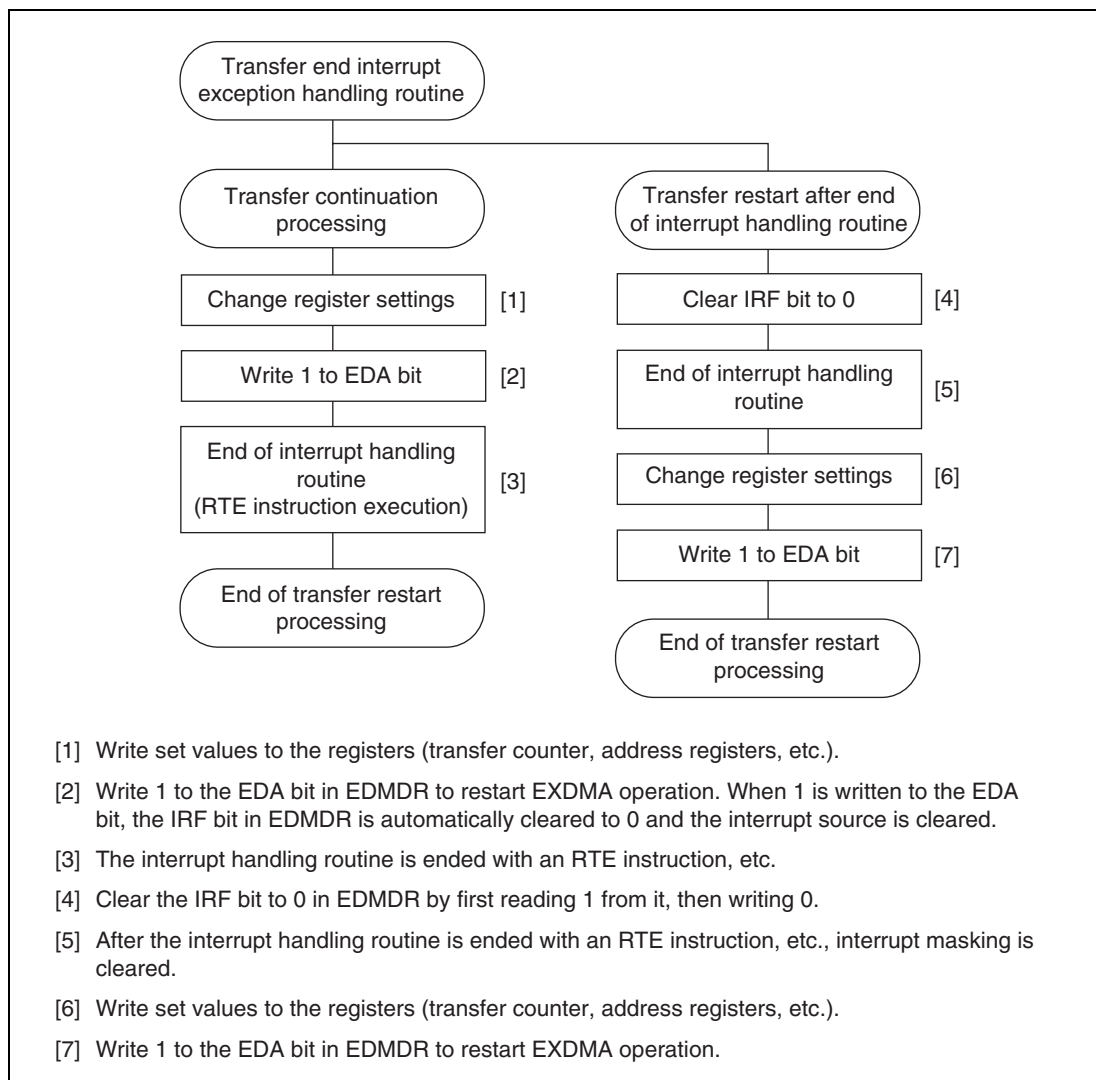 Transfer end interrupt
exception handling routine
Transfer continuation
processing
Change register settings [1]
Write 1 to EDA bit [2]
End of interrupt handling
routine
(RTE instruction execution) [3]
End of transfer restart
processing
Transfer restart after end
of interrupt handling routine
Clear IRF bit to 0 [4]
End of interrupt handling
routine [5]
Change register settings [6]
Write 1 to EDA bit [7]
End of transfer restart
processing
[1] Write set values to the registers (transfer counter, address registers, etc.).
[2] Write 1 to the EDA bit in EDMDR to restart EXDMA operation. When 1 is written to the EDA
bit, the IRF bit in EDMDR is automatically cleared to 0 and the interrupt source is cleared.
[3] The interrupt handling routine is ended with an RTE instruction, etc.
[4] Clear the IRF bit to 0 in EDMDR by first reading 1 from it, then writing 0.
[5] After the interrupt handling routine is ended with an RTE instruction, etc., interrupt masking is
cleared.
[6] Write set values to the registers (transfer counter, address registers, etc.).
[7] Write 1 to the EDA bit in EDMDR to restart EXDMA operation.